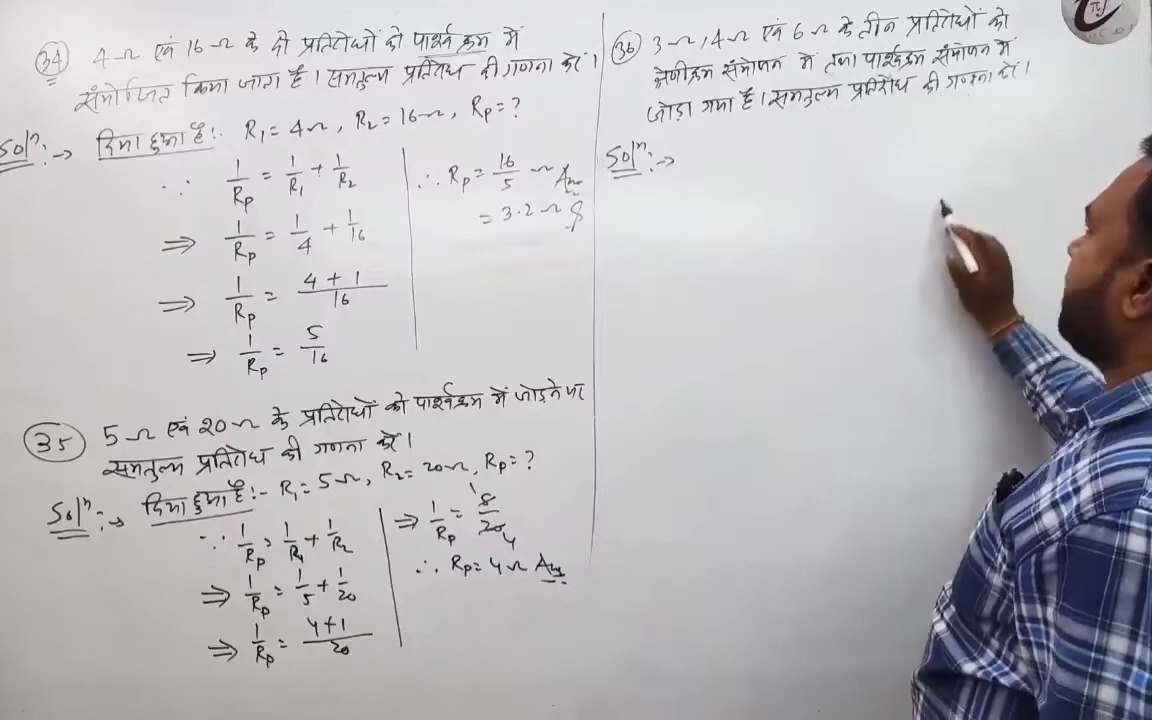 34 4Ω एवं 16Ω के दो प्रतिरोधों को पार्श्वक्रम में
संयोजित किया जाता है। समतुल्य प्रतिरोध की गणना करें।
Solⁿ:→ दिया हुआ है:- R₁ = 4Ω, R₂ = 16Ω, Rp = ?
∵ 1/Rp = 1/R₁ + 1/R₂
⇒ 1/Rp = 1/4 + 1/16
⇒ 1/Rp = 4+1/16
⇒ 1/Rp = 5/16
∴ Rp = 16/5 Ω Ans
= 3.2Ω
35 5Ω एवं 20Ω के प्रतिरोधों को पार्श्वक्रम में जोड़ने पर
समतुल्य प्रतिरोध की गणना करें।
Solⁿ:→ दिया हुआ है:- R₁ = 5Ω, R₂ = 20Ω, Rp = ?
∵ 1/Rp = 1/R₁ + 1/R₂
⇒ 1/Rp = 1/5 + 1/20
⇒ 1/Rp = 4+1/20
⇒ 1/Rp = 5/20
∴ Rp = 4Ω Ans
36 3Ω, 4Ω एवं 6Ω के तीन प्रतिरोधों को
श्रेणीक्रम संयोजन में तथा पार्श्वक्रम संयोजन में
जोड़ा गया है। समतुल्य प्रतिरोध की गणना करें।
Solⁿ:→